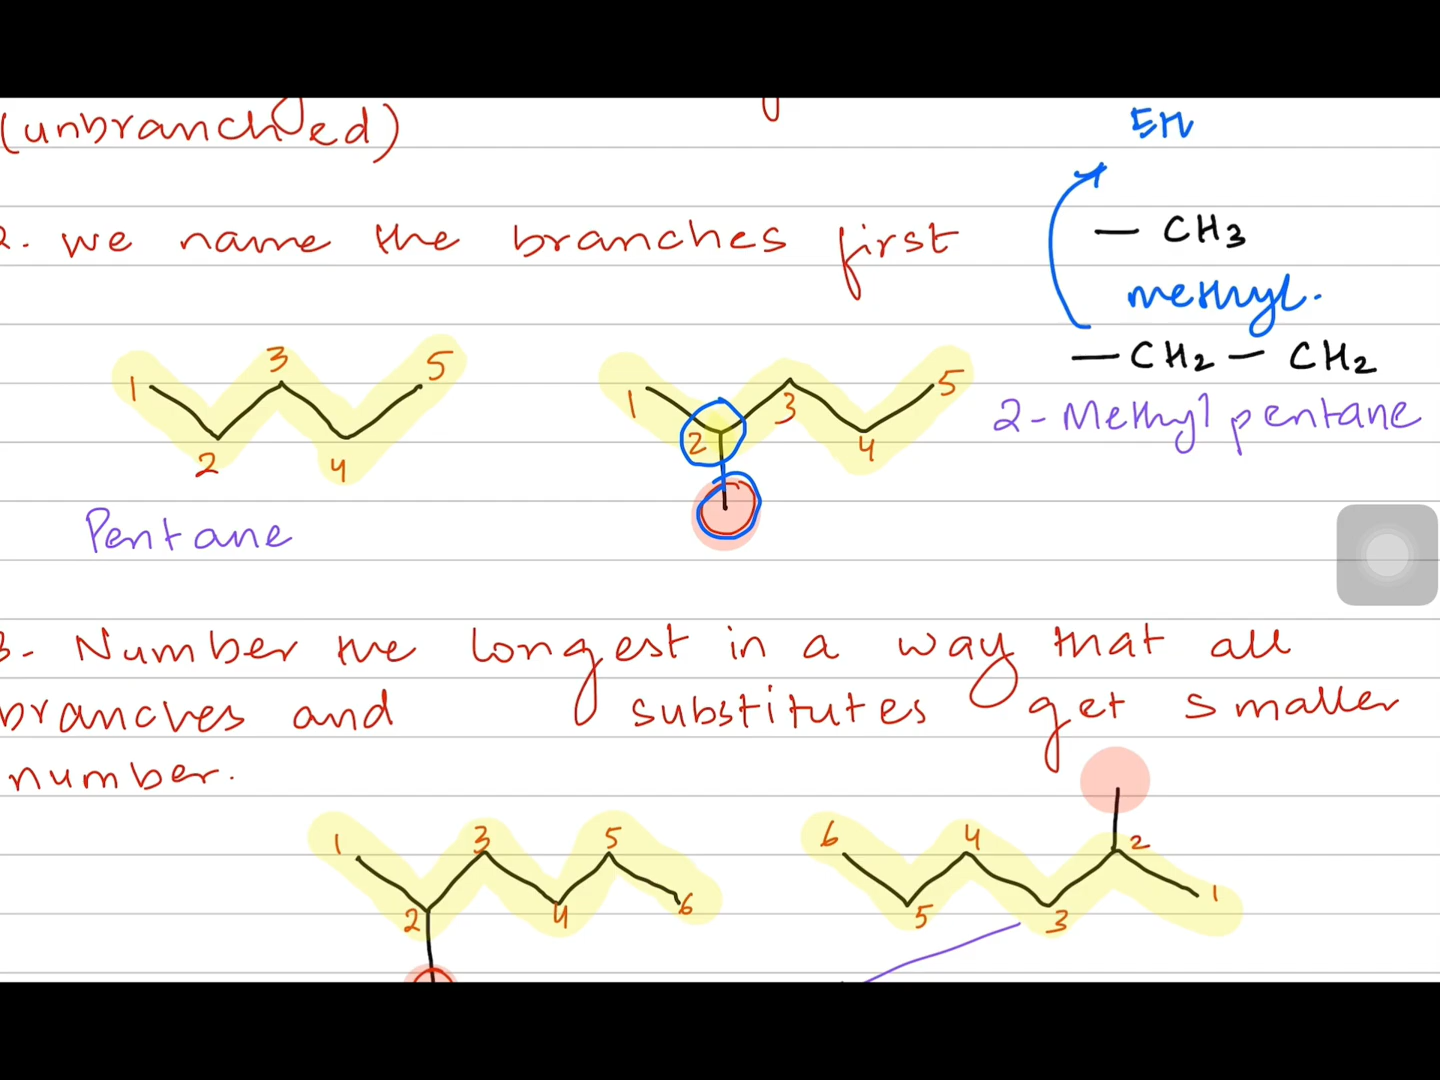 (unbranched)
EH
2. we name the branches first
— CH3
methyl.
— CH2 — CH2
1 2 3 4 5
1 2 3 4 5
2-Methyl pentane
Pentane
3- Number the longest in a way that all
branches and substitutes get smaller
number.
1 2 3 4 5 6
6 5 4 3 2 1